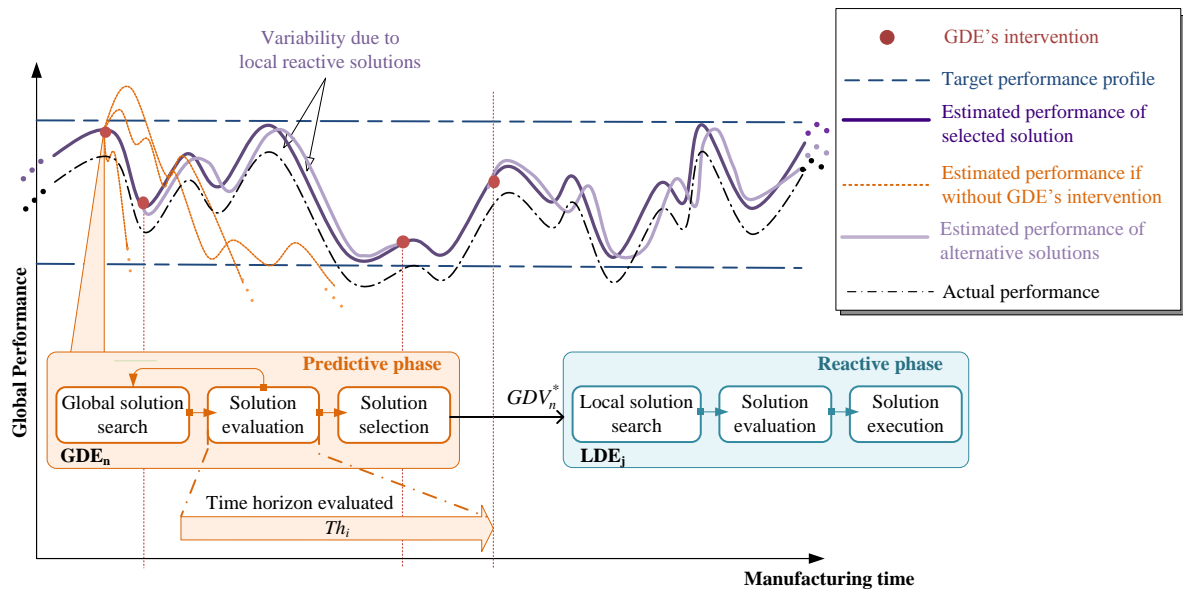 Variability due to
local reactive solutions
GDE's intervention
Target performance profile
Estimated performance of
selected solution
Estimated performance if
without GDE's intervention
Estimated performance of
alternative solutions
Actual performance
Global Performance
Predictive phase
Global solution
search
Solution
evaluation
Solution
selection
GDEn
GDV*n
Reactive phase
Local solution
search
Solution
evaluation
Solution
execution
LDEj
Time horizon evaluated
Thi
Manufacturing time